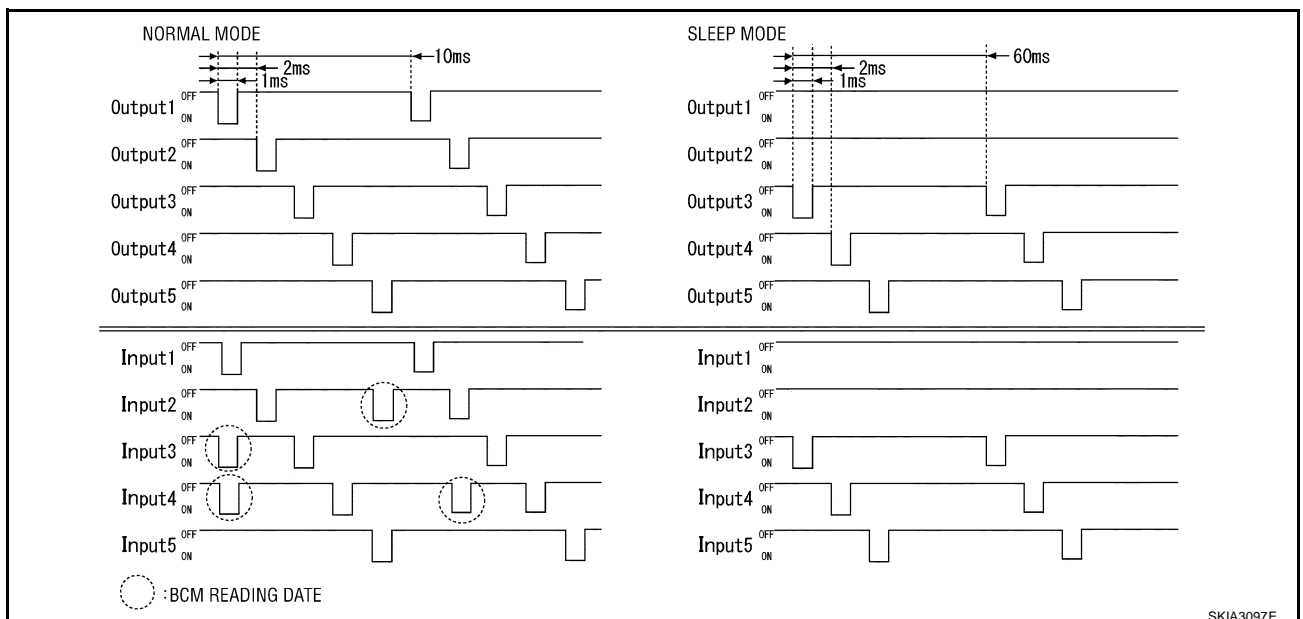 NORMAL MODE
10ms
2ms
1ms
Output1 OFF
ON
Output2 OFF
ON
Output3 OFF
ON
Output4 OFF
ON
Output5 OFF
ON
Input1 OFF
ON
Input2 OFF
ON
Input3 OFF
ON
Input4 OFF
ON
Input5 OFF
ON
:BCM READING DATE
SLEEP MODE
60ms
2ms
1ms
Output1 OFF
ON
Output2 OFF
ON
Output3 OFF
ON
Output4 OFF
ON
Output5 OFF
ON
Input1 OFF
ON
Input2 OFF
ON
Input3 OFF
ON
Input4 OFF
ON
Input5 OFF
ON
SKIA3097E